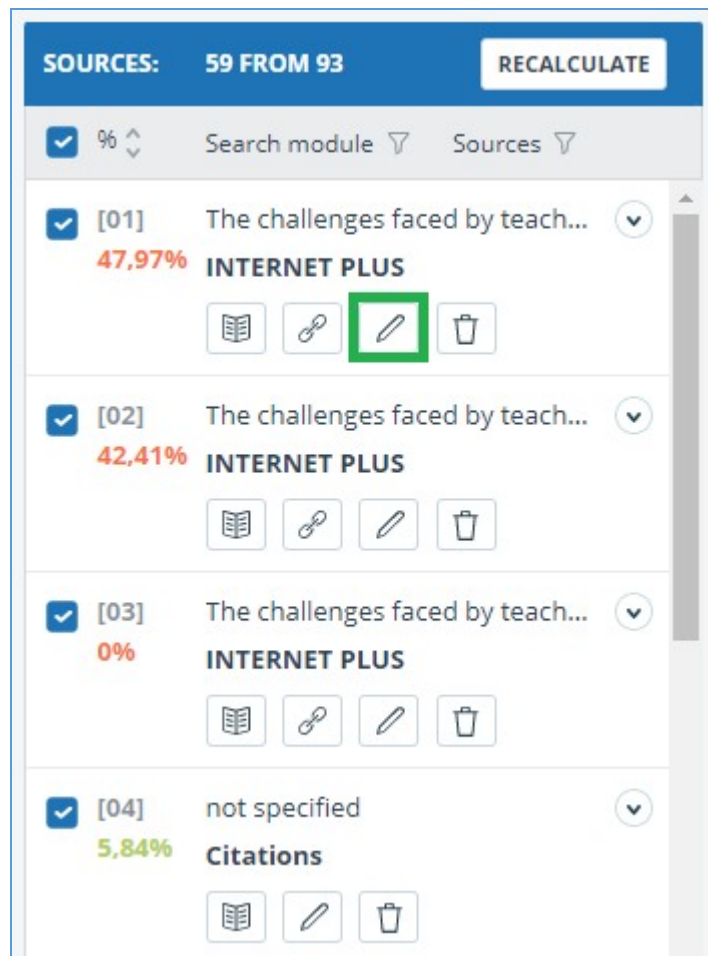 SOURCES: 59 FROM 93 RECALCULATE
% Search module Sources
[01] The challenges faced by teach...
47,97% INTERNET PLUS
[02] The challenges faced by teach...
42,41% INTERNET PLUS
[03] The challenges faced by teach...
0% INTERNET PLUS
[04] not specified
5,84% Citations